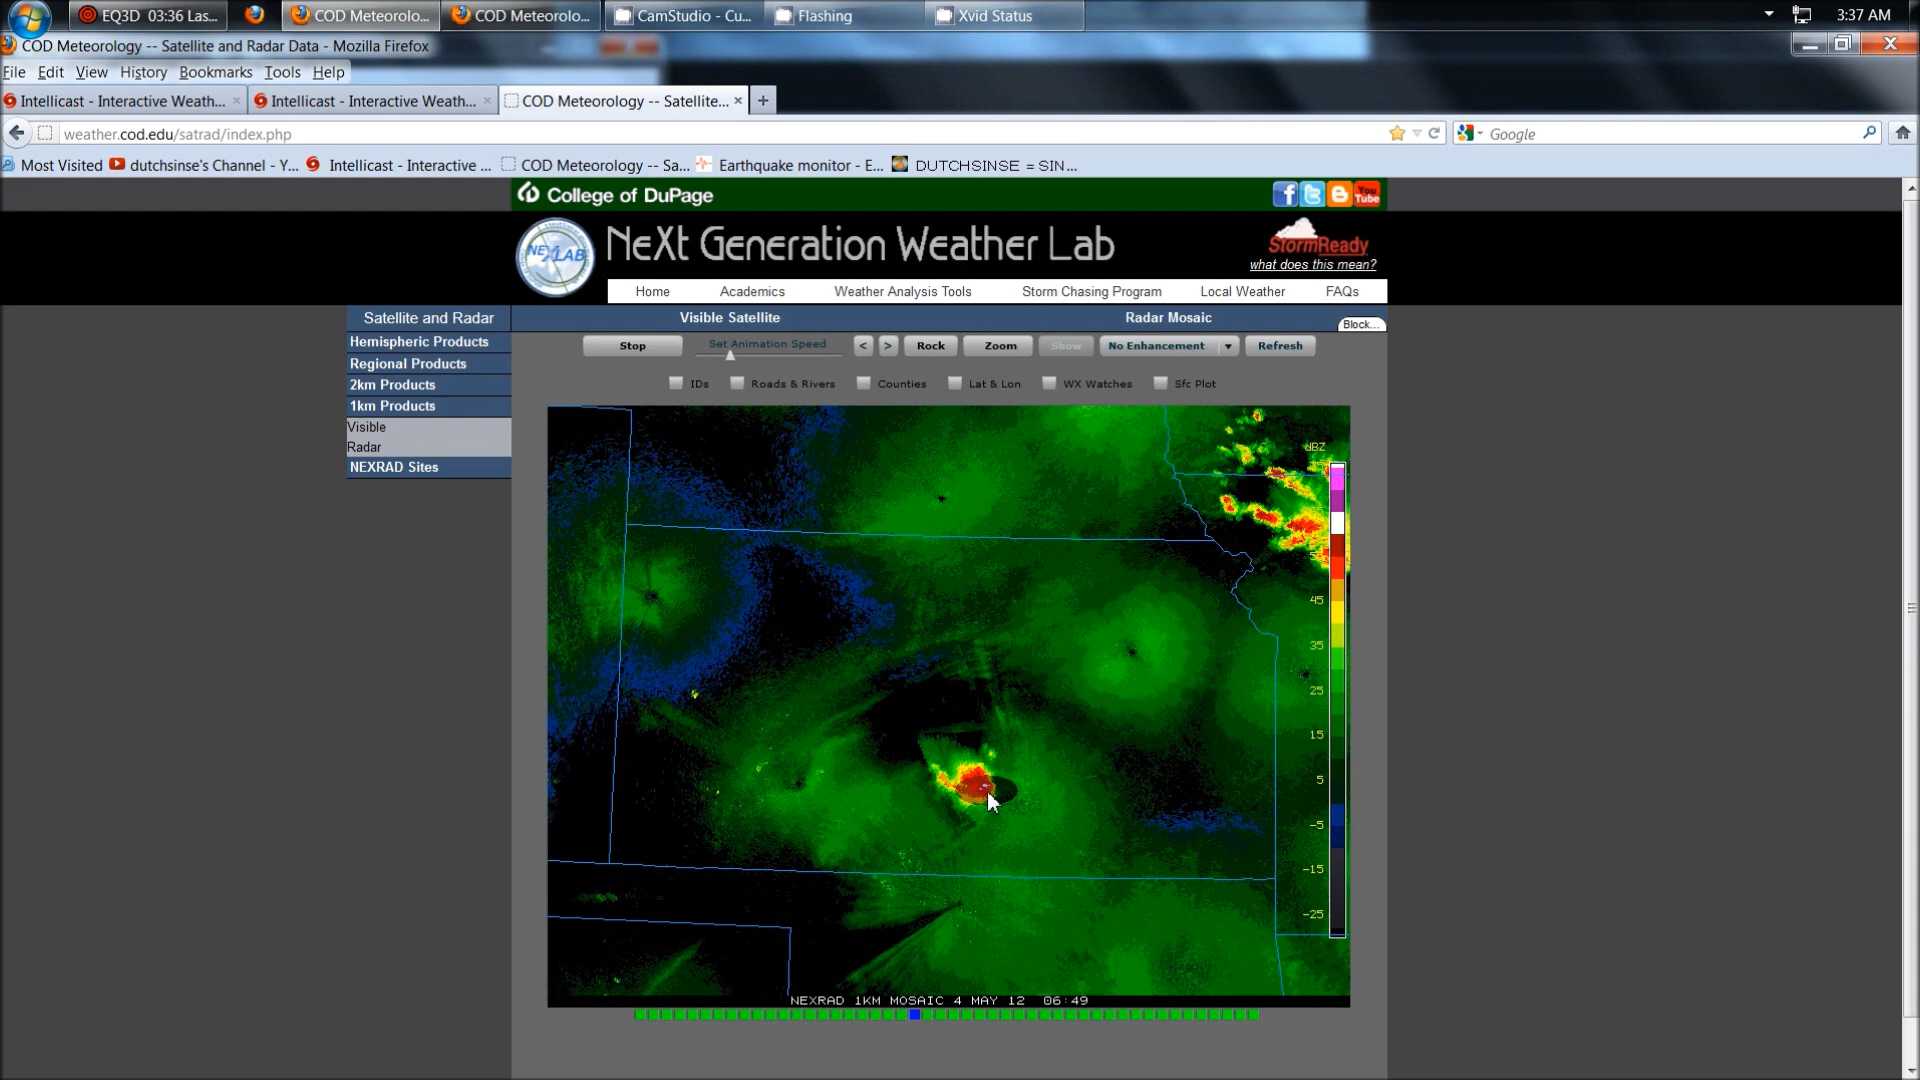 EQ3D 03:36 Las...
COD Meteorolo...
COD Meteorolo...
CamStudio - Cu...
Flashing
Xvid Status
3:37 AM
COD Meteorology -- Satellite and Radar Data - Mozilla Firefox
File Edit View History Bookmarks Tools Help
Intellicast - Interactive Weath...
Intellicast - Interactive Weath...
COD Meteorology -- Satellite...
weather.cod.edu/satrad/index.php
Google
Most Visited
dutchsinse's Channel - Y...
Intellicast - Interactive ...
COD Meteorology -- Sa...
Earthquake monitor - E...
DUTCHSINSE = SIN...
College of DuPage
You Tube
NEXLAB
NeXt Generation Weather Lab
StormReady
what does this mean?
Home Academics Weather Analysis Tools Storm Chasing Program Local Weather FAQs
Satellite and Radar
Visible Satellite
Radar Mosaic
Block...
Hemispheric Products
Regional Products
2km Products
1km Products
Visible
Radar
NEXRAD Sites
Stop
Set Animation Speed
< >
Rock
Zoom
Show
No Enhancement
Refresh
IDs
Roads & Rivers
Counties
Lat & Lon
WX Watches
Sfc Plot
dBZ
45
35
25
15
5
-5
-15
-25
NEXRAD 1KM MOSAIC 4 MAY 12 06:49